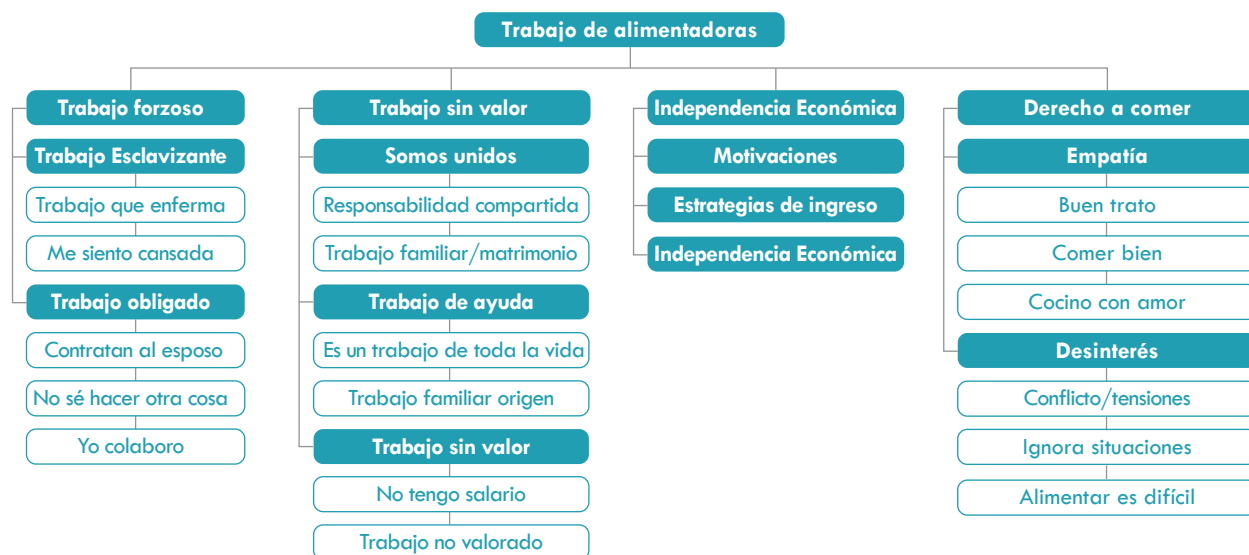 Trabajo de alimentadoras
Trabajo forzoso
Trabajo Esclavizante
Trabajo que enferma
Me siento cansada
Trabajo obligado
Contratan al esposo
No sé hacer otra cosa
Yo colaboro
Trabajo sin valor
Somos unidos
Responsabilidad compartida
Trabajo familiar/matrimonio
Trabajo de ayuda
Es un trabajo de toda la vida
Trabajo familiar origen
Trabajo sin valor
No tengo salario
Trabajo no valorado
Independencia Económica
Motivaciones
Estrategias de ingreso
Independencia Económica
Derecho a comer
Empatía
Buen trato
Comer bien
Cocino con amor
Desinterés
Conflicto/tensiones
Ignora situaciones
Alimentar es difícil